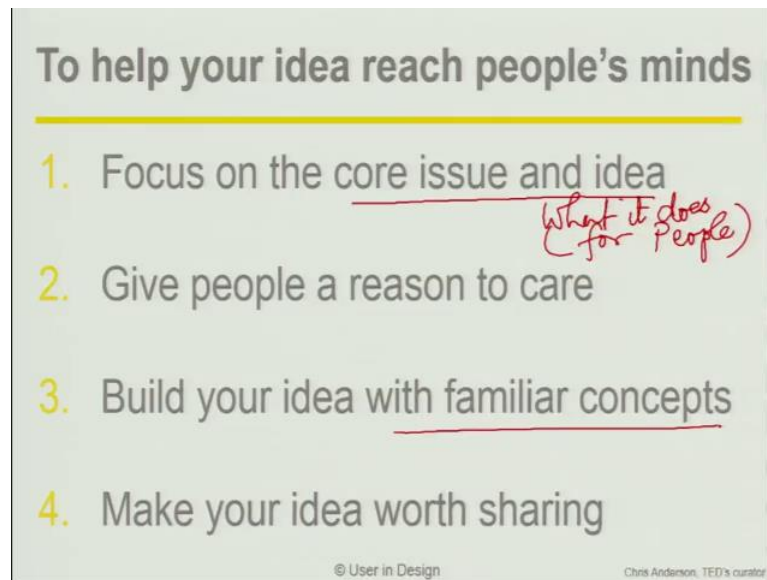 To help your idea reach people's minds
1. Focus on the core issue and idea
What it does
(for People)
2. Give people a reason to care
3. Build your idea with familiar concepts
4. Make your idea worth sharing
© User in Design
Chris Anderson, TED's curator